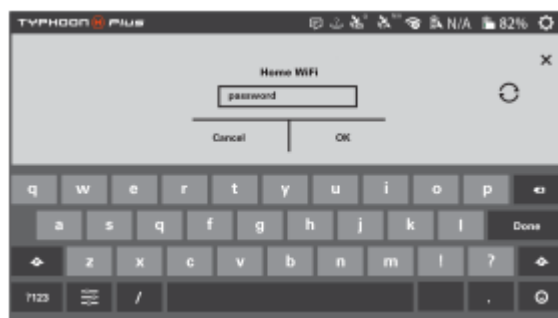 TYPHOON H PLUS N/A 82%
Home WiFi
password
Cancel OK
q w e r t y u i o p
a s q f g h j k l Done
z x c v b n m ! ?
?123 / .